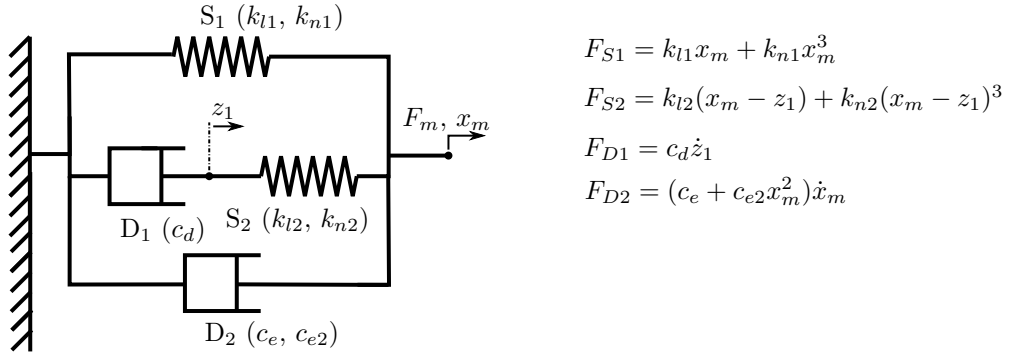 S₁ (k_{l1}, k_{n1})
z₁
F_m, x_m
D₁ (c_d)
S₂ (k_{l2}, k_{n2})
D₂ (c_e, c_{e2})
F_{S1} = k_{l1}x_m + k_{n1}x_m^3
F_{S2} = k_{l2}(x_m − z_1) + k_{n2}(x_m − z_1)^3
F_{D1} = c_d ż_1
F_{D2} = (c_e + c_{e2}x_m^2)ẋ_m